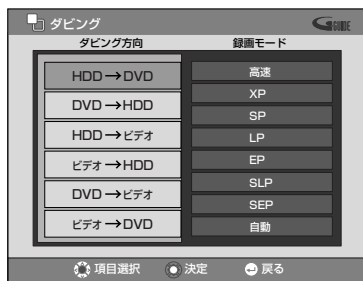 ダビング
GGUIDE
ダビング方向
録画モード
HDD→DVD
DVD→HDD
HDD→ビデオ
ビデオ→HDD
DVD→ビデオ
ビデオ→DVD
高速
XP
SP
LP
EP
SLP
SEP
自動
項目選択 決定 戻る